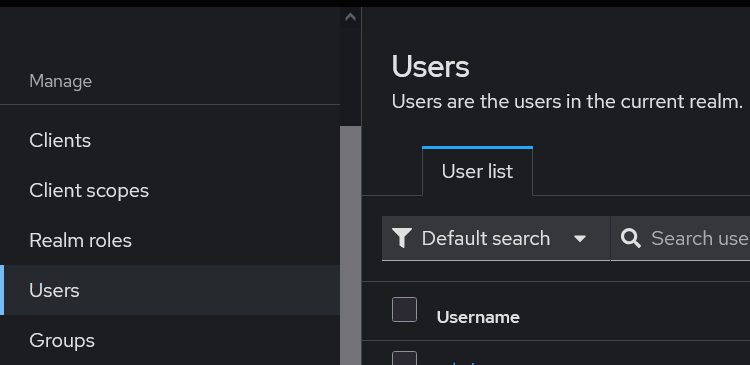 Manage
Clients
Client scopes
Realm roles
Users
Groups
Users
Users are the users in the current realm.
User list
Default search
Search use
Username